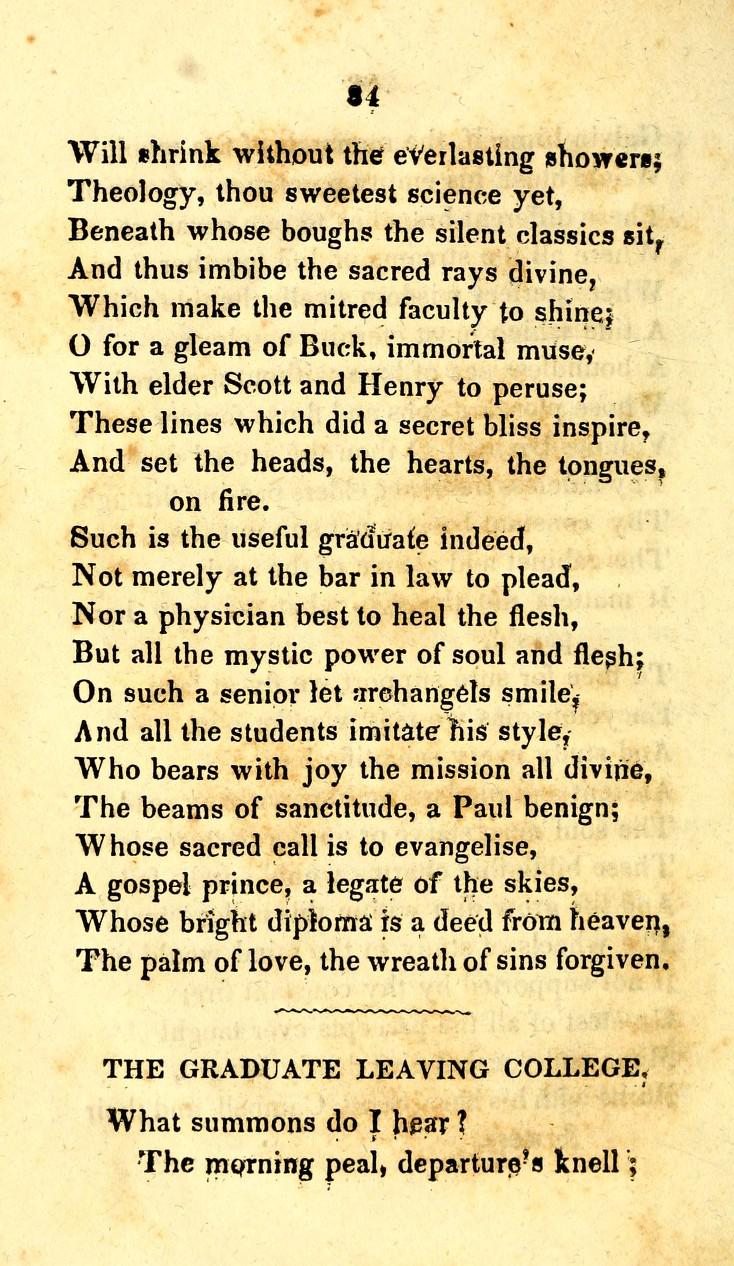 84
Will shrink without the everlasting showers;
Theology, thou sweetest science yet,
Beneath whose boughs the silent classics sit,
And thus imbibe the sacred rays divine,
Which make the mitred faculty to shine;
O for a gleam of Buck, immortal muse,
With elder Scott and Henry to peruse;
These lines which did a secret bliss inspire,
And set the heads, the hearts, the tongues,
on fire.
Such is the useful graduate indeed,
Not merely at the bar in law to plead,
Nor a physician best to heal the flesh,
But all the mystic power of soul and flesh;
On such a senior let archangels smile,
And all the students imitate his style,
Who bears with joy the mission all divine,
The beams of sanctitude, a Paul benign;
Whose sacred call is to evangelise,
A gospel prince, a legate of the skies,
Whose bright diploma is a deed from heaven,
The palm of love, the wreath of sins forgiven.
THE GRADUATE LEAVING COLLEGE.
What summons do I hear?
The morning peal, departure's knell;